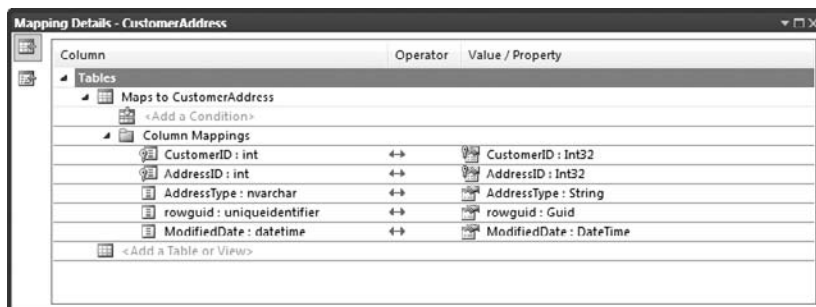 Mapping Details - CustomerAddress
Column Operator Value / Property
Tables
Maps to CustomerAddress
<Add a Condition>
Column Mappings
CustomerID : int ↔ CustomerID : Int32
AddressID : int ↔ AddressID : Int32
AddressType : nvarchar ↔ AddressType : String
rowguid : uniqueidentifier ↔ rowguid : Guid
ModifiedDate : datetime ↔ ModifiedDate : DateTime
<Add a Table or View>